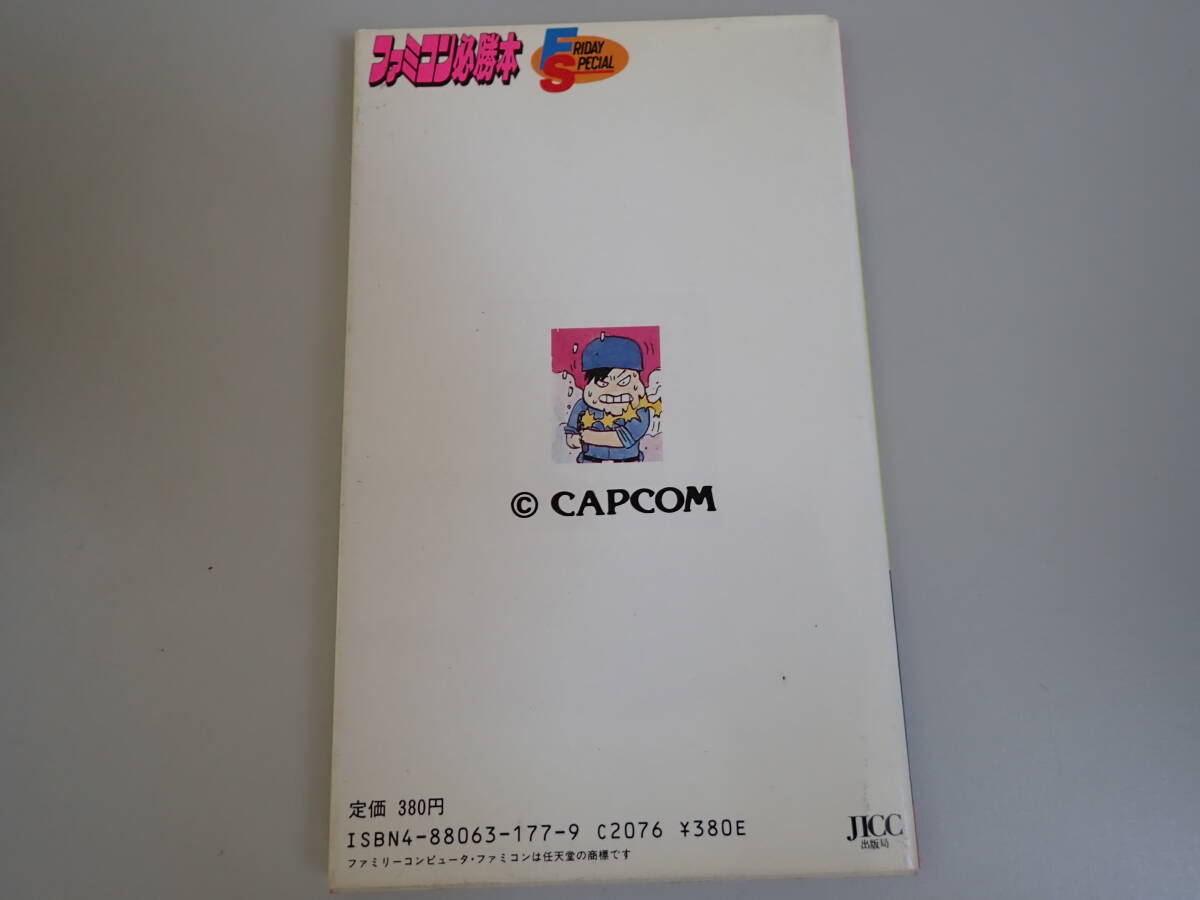 ファミコン必勝本 FRIDAY SPECIAL
© CAPCOM
定価 380円
ISBN4-88063-177-9 C2076 ¥380E
ファミリーコンピュータ・ファミコンは任天堂の商標です
JICC
出版局